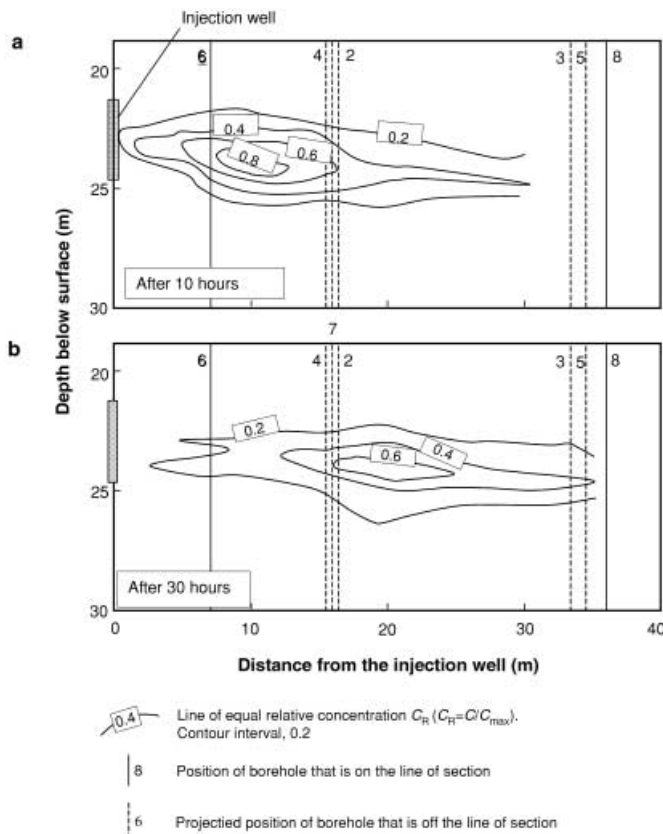 Injection well
a
6 4 2 3 5 8
20
0.4
0.2
0.6
0.8
25
After 10 hours
30
7
b
6 4 2 3 5 8
20
0.2
0.4
0.6
25
After 30 hours
30
0 10 20 30 40
Depth below surface (m)
Distance from the injection well (m)
0.4 Line of equal relative concentration CR (CR=C/Cmax).
Contour interval, 0.2
8 Position of borehole that is on the line of section
6 Projectied position of borehole that is off the line of section